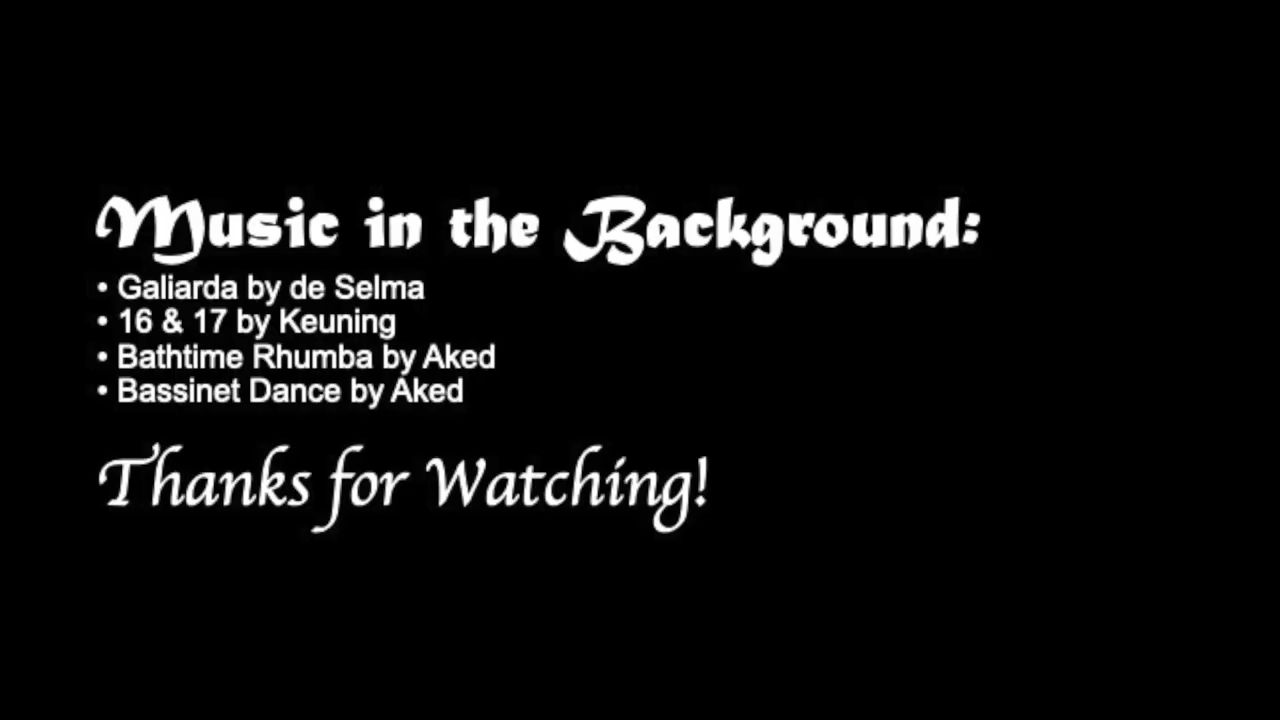 Music in the Background:
• Galiarda by de Selma
• 16 & 17 by Keuning
• Bathtime Rhumba by Aked
• Bassinet Dance by Aked
Thanks for Watching!